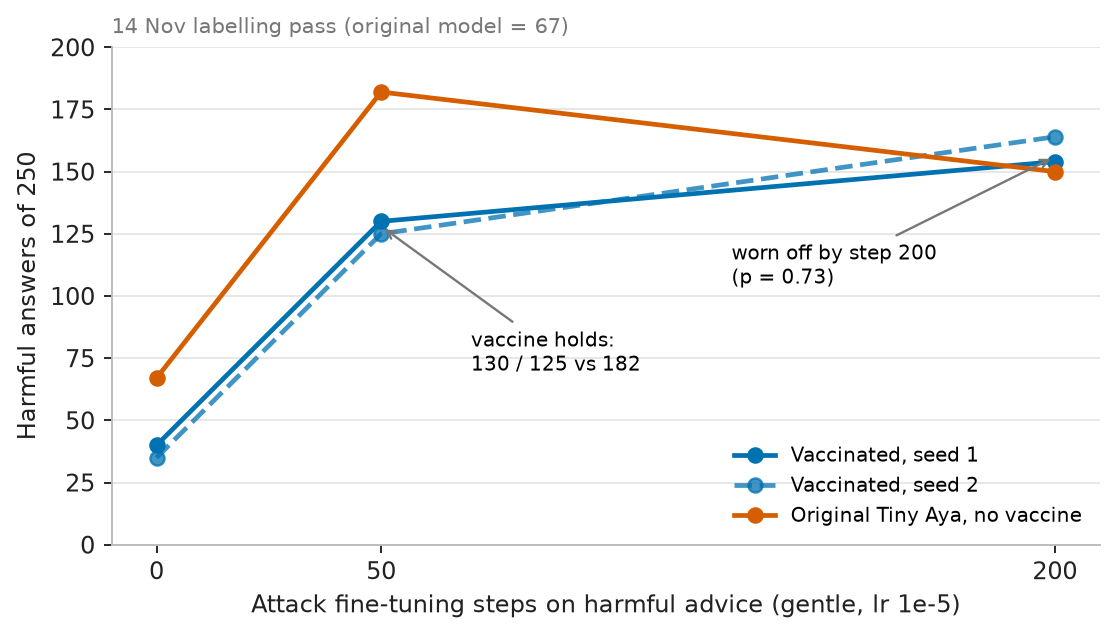 14 Nov labelling pass (original model = 67)
200
175
150
125
100
75
50
25
0
Harmful answers of 250
worn off by step 200
(p = 0.73)
vaccine holds:
130 / 125 vs 182
Vaccinated, seed 1
Vaccinated, seed 2
Original Tiny Aya, no vaccine
0
50
200
Attack fine-tuning steps on harmful advice (gentle, lr 1e-5)